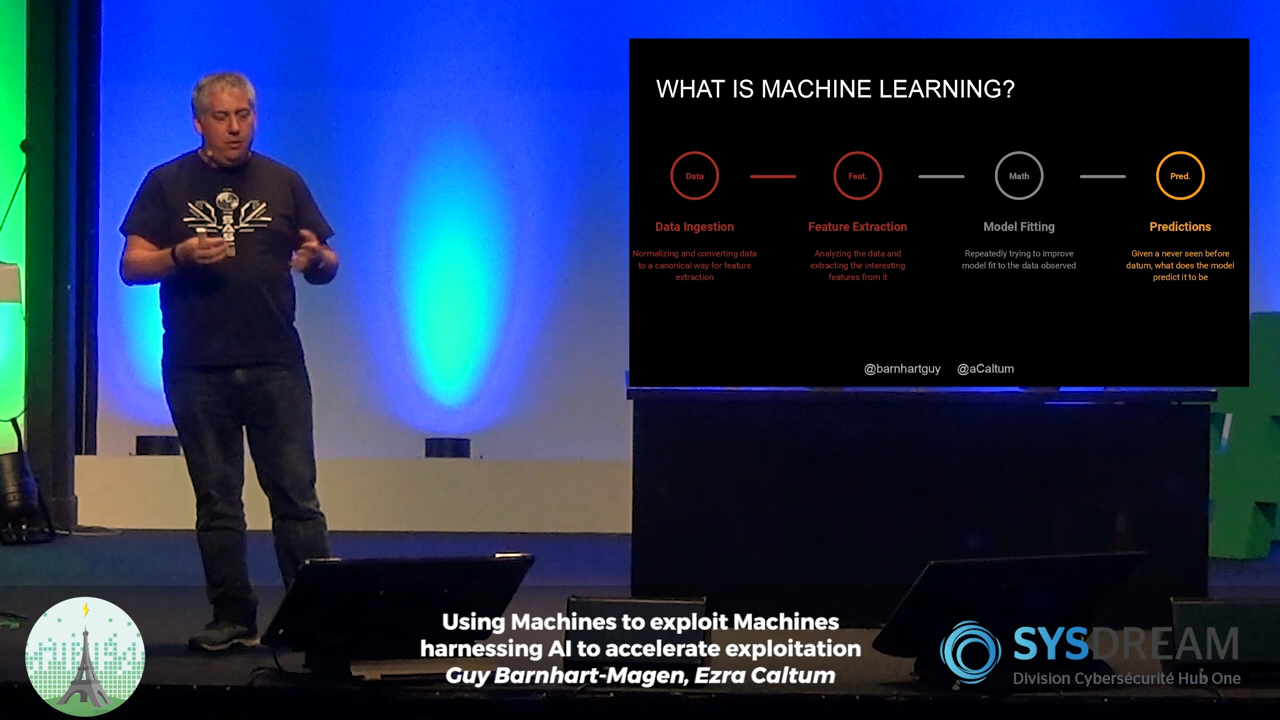 WHAT IS MACHINE LEARNING?
Data
Feat.
Math
Pred.
Data Ingestion
Normalizing and converting data
to a canonical way for feature
extraction
Feature Extraction
Analyzing the data and
extracting the interesting
features from it
Model Fitting
Repeatedly trying to improve
model fit to the data observed
Predictions
Given a never seen before
datum, what does the model
predict it to be
@barnhartguy @aCaltum
Using Machines to exploit Machines
harnessing AI to accelerate exploitation
Guy Barnhart-Magen, Ezra Caltum
SYSDREAM
Division Cybersécurité Hub One